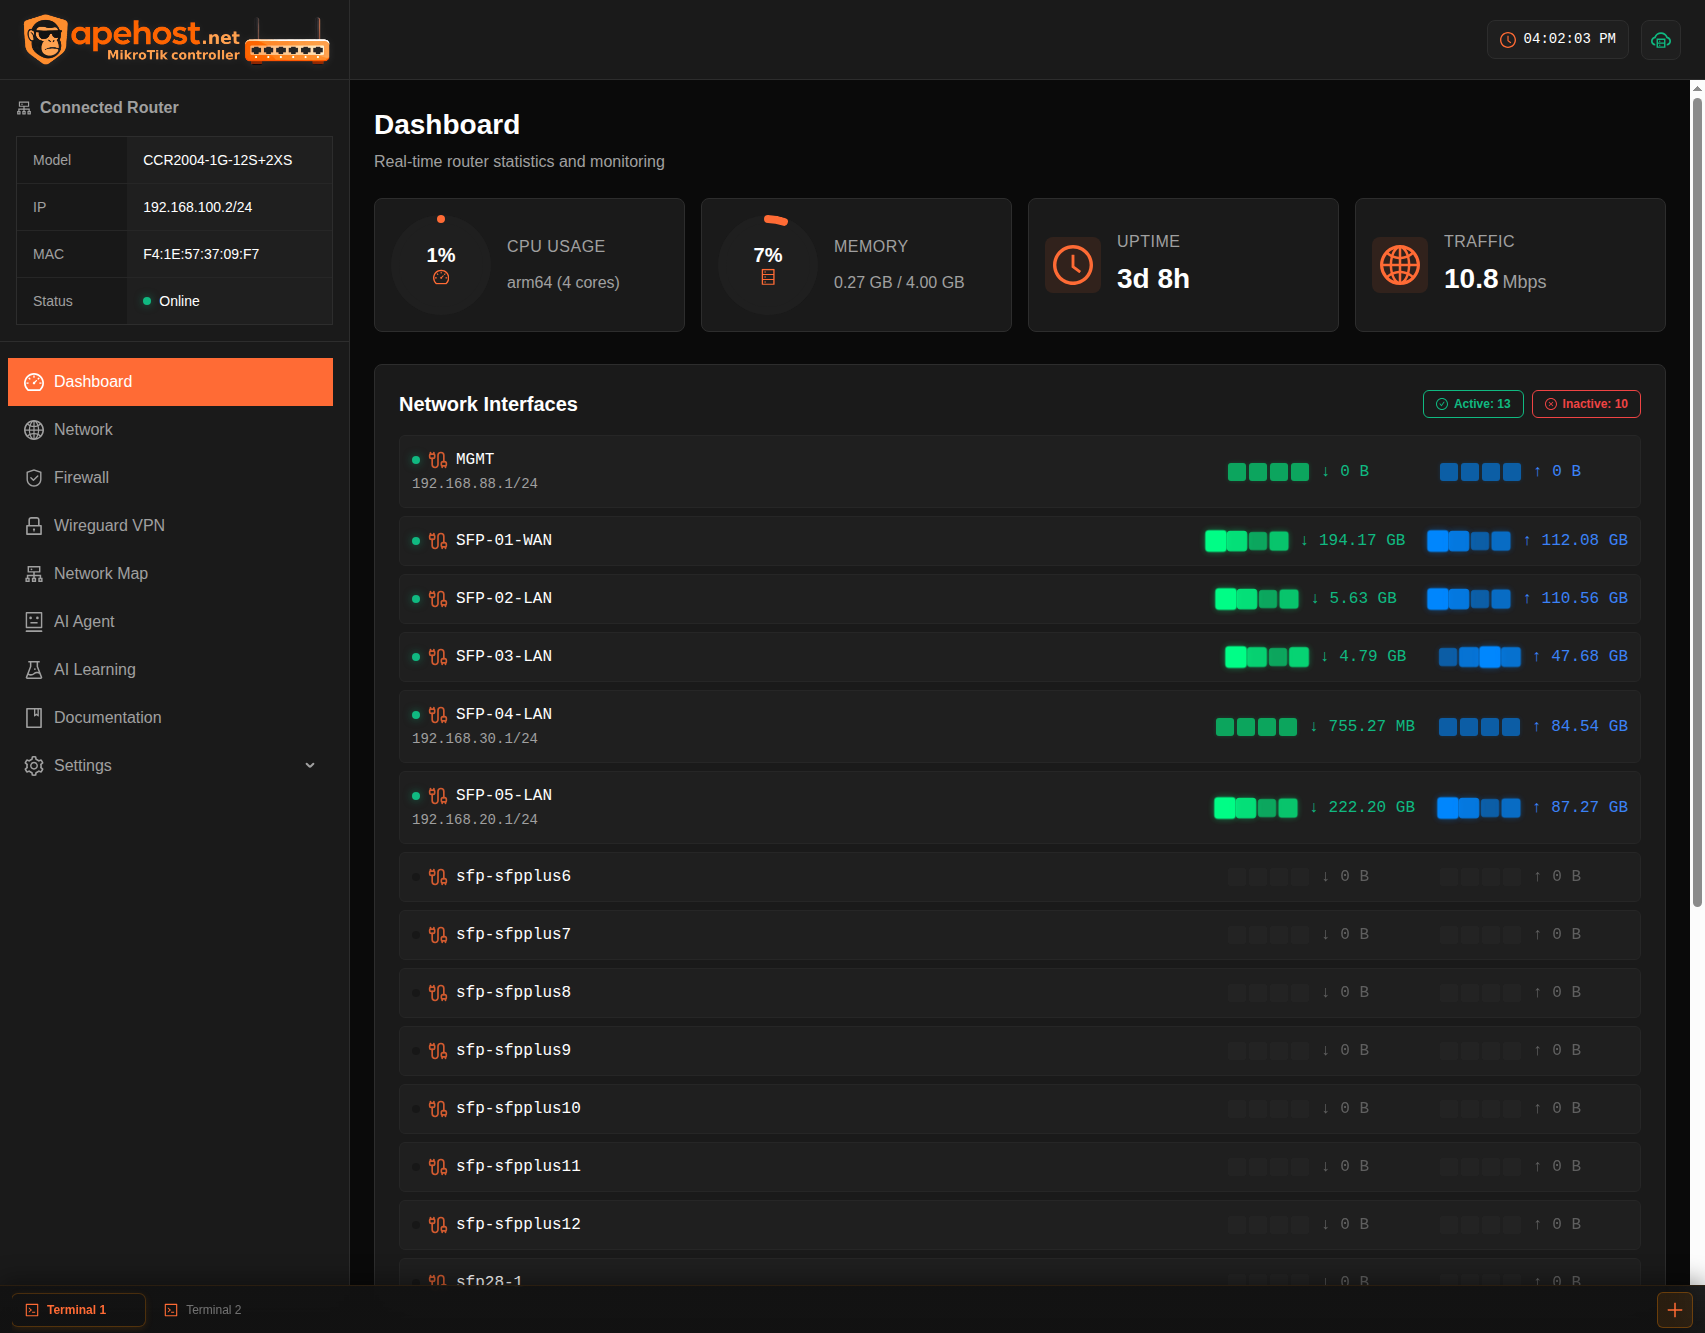 apehost.net
MikroTik controller
04:02:03 PM
Connected Router
Model CCR2004-1G-12S+2XS
IP 192.168.100.2/24
MAC F4:1E:57:37:09:F7
Status Online
Dashboard
Network
Firewall
Wireguard VPN
Network Map
AI Agent
AI Learning
Documentation
Settings
Dashboard
Real-time router statistics and monitoring
1%
CPU USAGE
arm64 (4 cores)
7%
MEMORY
0.27 GB / 4.00 GB
UPTIME
3d 8h
TRAFFIC
10.8 Mbps
Network Interfaces
Active: 13
Inactive: 10
MGMT
192.168.88.1/24
↓ 0 B ↑ 0 B
SFP-01-WAN ↓ 194.17 GB ↑ 112.08 GB
SFP-02-LAN ↓ 5.63 GB ↑ 110.56 GB
SFP-03-LAN ↓ 4.79 GB ↑ 47.68 GB
SFP-04-LAN
192.168.30.1/24
↓ 755.27 MB ↑ 84.54 GB
SFP-05-LAN
192.168.20.1/24
↓ 222.20 GB ↑ 87.27 GB
sfp-sfpplus6 ↓ 0 B ↑ 0 B
sfp-sfpplus7 ↓ 0 B ↑ 0 B
sfp-sfpplus8 ↓ 0 B ↑ 0 B
sfp-sfpplus9 ↓ 0 B ↑ 0 B
sfp-sfpplus10 ↓ 0 B ↑ 0 B
sfp-sfpplus11 ↓ 0 B ↑ 0 B
sfp-sfpplus12 ↓ 0 B ↑ 0 B
sfp28-1 ↓ 0 B ↑ 0 B
Terminal 1
Terminal 2